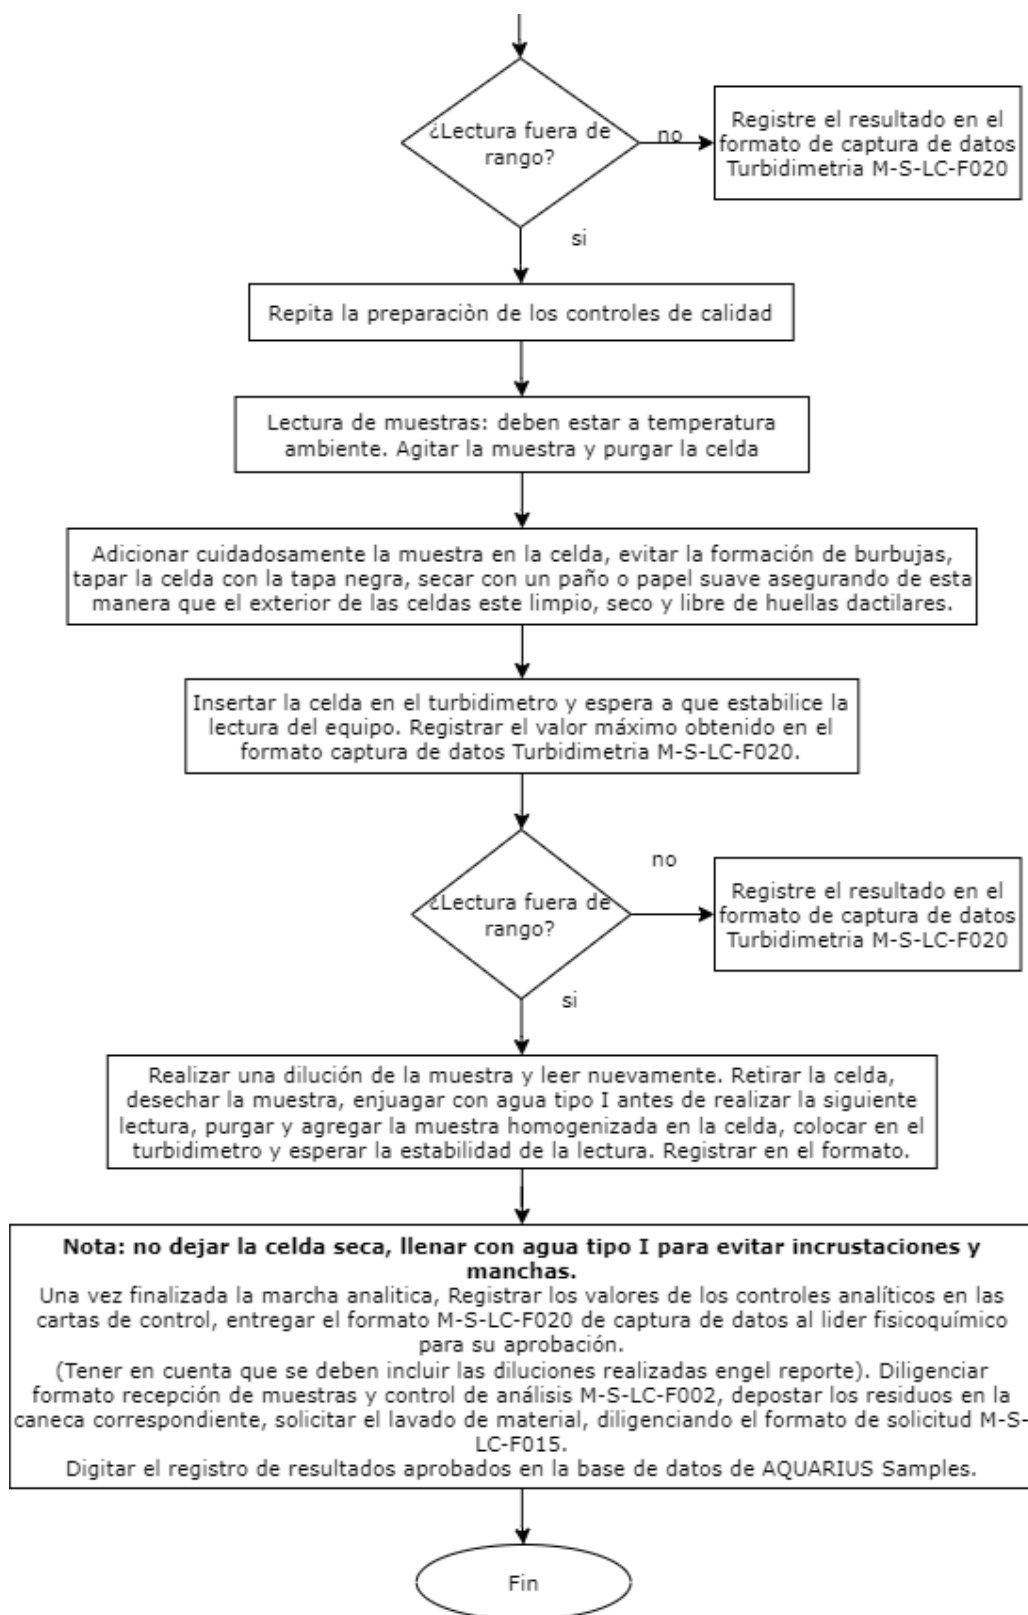 ¿Lectura fuera de
rango?
no
Registre el resultado en el
formato de captura de datos
Turbidimetria M-S-LC-F020
si
Repita la preparaciòn de los controles de calidad
Lectura de muestras: deben estar a temperatura
ambiente. Agitar la muestra y purgar la celda
Adicionar cuidadosamente la muestra en la celda, evitar la formación de burbujas,
tapar la celda con la tapa negra, secar con un paño o papel suave asegurando de esta
manera que el exterior de las celdas este limpio, seco y libre de huellas dactilares.
Insertar la celda en el turbidimetro y espera a que estabilice la
lectura del equipo. Registrar el valor máximo obtenido en el
formato captura de datos Turbidimetria M-S-LC-F020.
¿Lectura fuera de
rango?
no
Registre el resultado en el
formato de captura de datos
Turbidimetria M-S-LC-F020
si
Realizar una dilución de la muestra y leer nuevamente. Retirar la celda,
desechar la muestra, enjuagar con agua tipo I antes de realizar la siguiente
lectura, purgar y agregar la muestra homogenizada en la celda, colocar en el
turbidimetro y esperar la estabilidad de la lectura. Registrar en el formato.
Nota: no dejar la celda seca, llenar con agua tipo I para evitar incrustaciones y
manchas.
Una vez finalizada la marcha analitica, Registrar los valores de los controles analíticos en las
cartas de control, entregar el formato M-S-LC-F020 de captura de datos al lider fisicoquímico
para su aprobación.
(Tener en cuenta que se deben incluir las diluciones realizadas engel reporte). Diligenciar
formato recepción de muestras y control de análisis M-S-LC-F002, depostar los residuos en la
caneca correspondiente, solicitar el lavado de material, diligenciando el formato de solicitud M-S-
LC-F015.
Digitar el registro de resultados aprobados en la base de datos de AQUARIUS Samples.
Fin